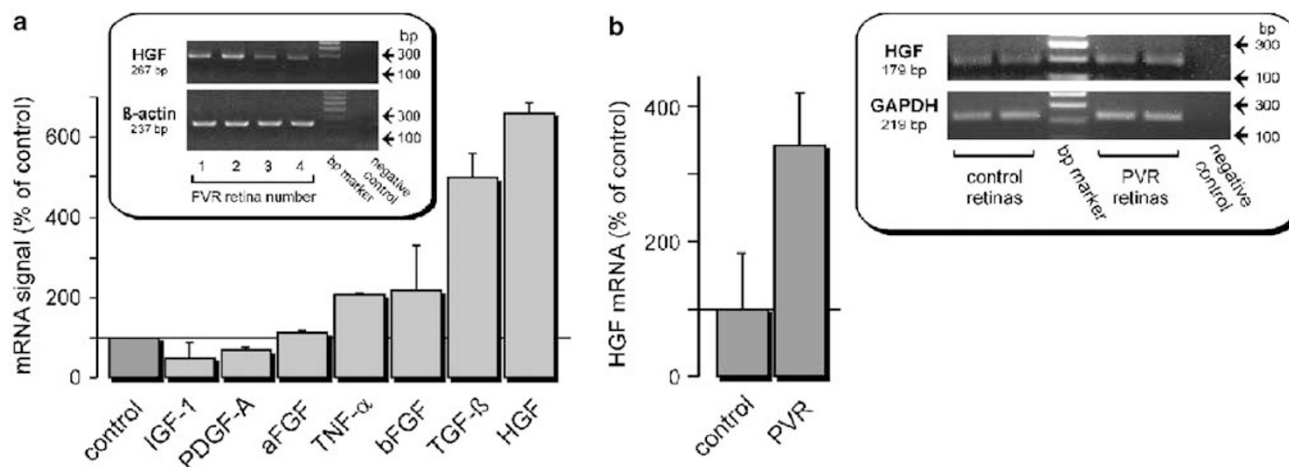 a
HGF
267 bp
ß-actin
237 bp
bp
300
100
300
100
1 2 3 4
PVR retina number
bp marker
negative control
mRNA signal (% of control)
600
400
200
0
control
IGF-1
PDGF-A
aFGF
TNF-α
bFGF
TGF-ß
HGF
b
HGF
179 bp
GAPDH
219 bp
bp
300
100
300
100
control retinas
bp marker
PVR retinas
negative control
HGF mRNA (% of control)
400
200
0
control
PVR